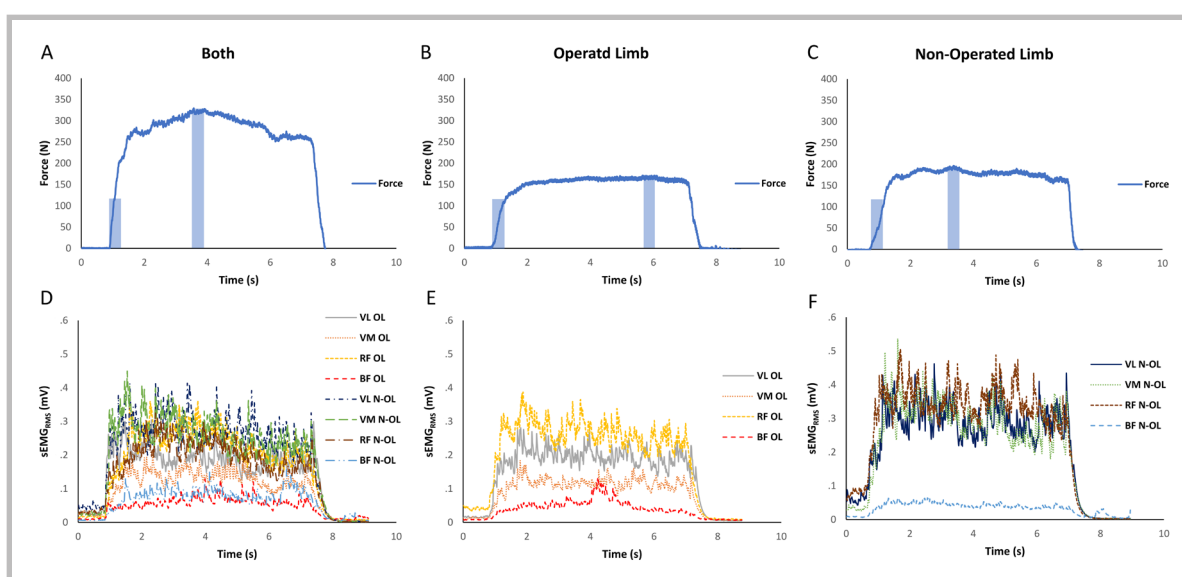 A
Both
B
Operatd Limb
C
Non-Operated Limb
400
350
300
250
200
150
100
50
0
Force (N)
Force
0 2 4 6 8 10
Time (s)
400
350
300
250
200
150
100
50
0
Force (N)
Force
0 2 4 6 8 10
Time (s)
400
350
300
250
200
150
100
50
0
Force (N)
Force
0 2 4 6 8 10
Time (s)
D
.6
.5
.4
.3
.2
.1
0
sEMGRMS (mV)
VL OL
VM OL
RF OL
BF OL
VL N-OL
VM N-OL
RF N-OL
BF N-OL
0 2 4 6 8 10
Time (s)
E
.6
.5
.4
.3
.2
.1
0
sEMGRMS (mV)
VL OL
VM OL
RF OL
BF OL
0 2 4 6 8 10
Time (s)
F
.6
.5
.4
.3
.2
.1
0
sEMGRMS (mV)
VL N-OL
VM N-OL
RF N-OL
BF N-OL
0 2 4 6 8 10
Time (s)